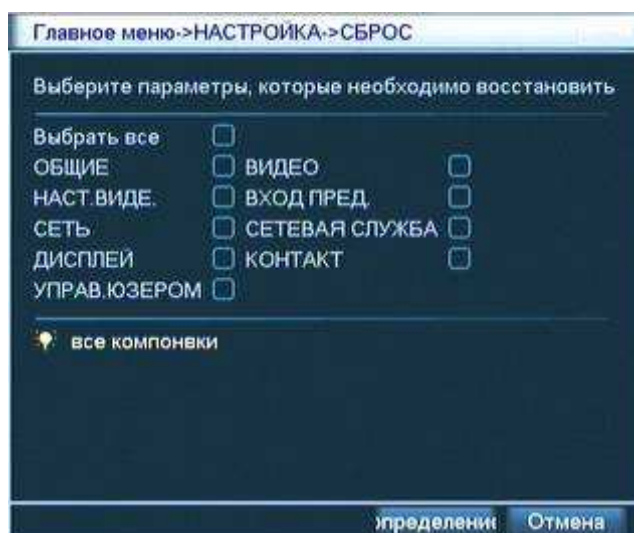 Главное меню->НАСТРОЙКА->СБРОС
Выберите параметры, которые необходимо восстановить
Выбрать все
ОБЩИЕ ВИДЕО
НАСТ.ВИДЕ. ВХОД ПРЕД.
СЕТЬ СЕТЕВАЯ СЛУЖБА
ДИСПЛЕЙ КОНТАКТ
УПРАВ.ЮЗЕРОМ
все компонвки
определение Отмена